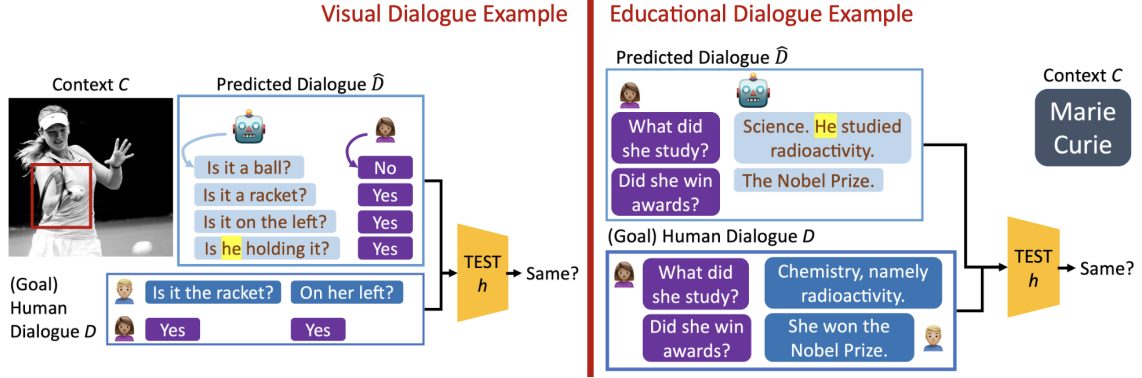 Visual Dialogue Example
Context C
Predicted Dialogue D̂
Is it a ball?
No
Is it a racket?
Yes
Is it on the left?
Yes
Is he holding it?
Yes
(Goal)
Human
Dialogue D
Is it the racket?
On her left?
Yes
Yes
TEST
h
Same?
Educational Dialogue Example
Predicted Dialogue D̂
What did
she study?
Science. He studied
radioactivity.
Did she win
awards?
The Nobel Prize.
Context C
Marie
Curie
(Goal) Human Dialogue D
What did
she study?
Chemistry, namely
radioactivity.
Did she win
awards?
She won the
Nobel Prize.
TEST
h
Same?